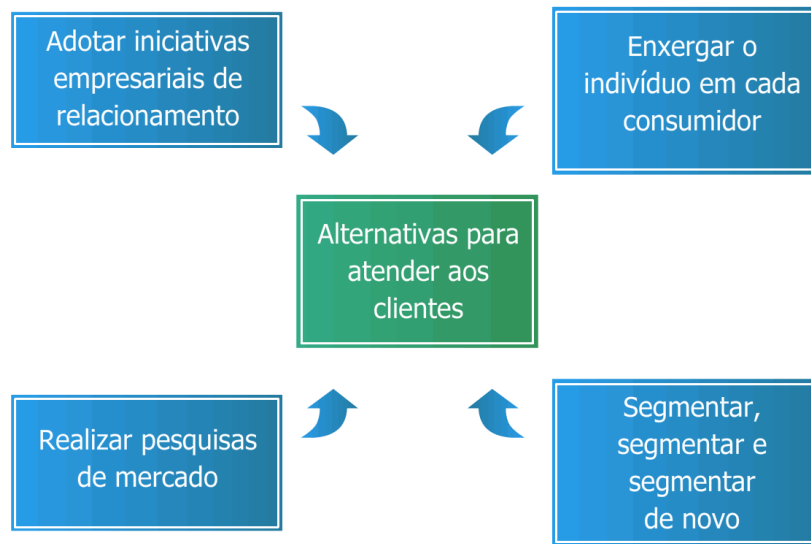 Adotar iniciativas
empresariais de
relacionamento
Enxergar o
indivíduo em cada
consumidor
Alternativas para
atender aos
clientes
Realizar pesquisas
de mercado
Segmentar,
segmentar e
segmentar
de novo